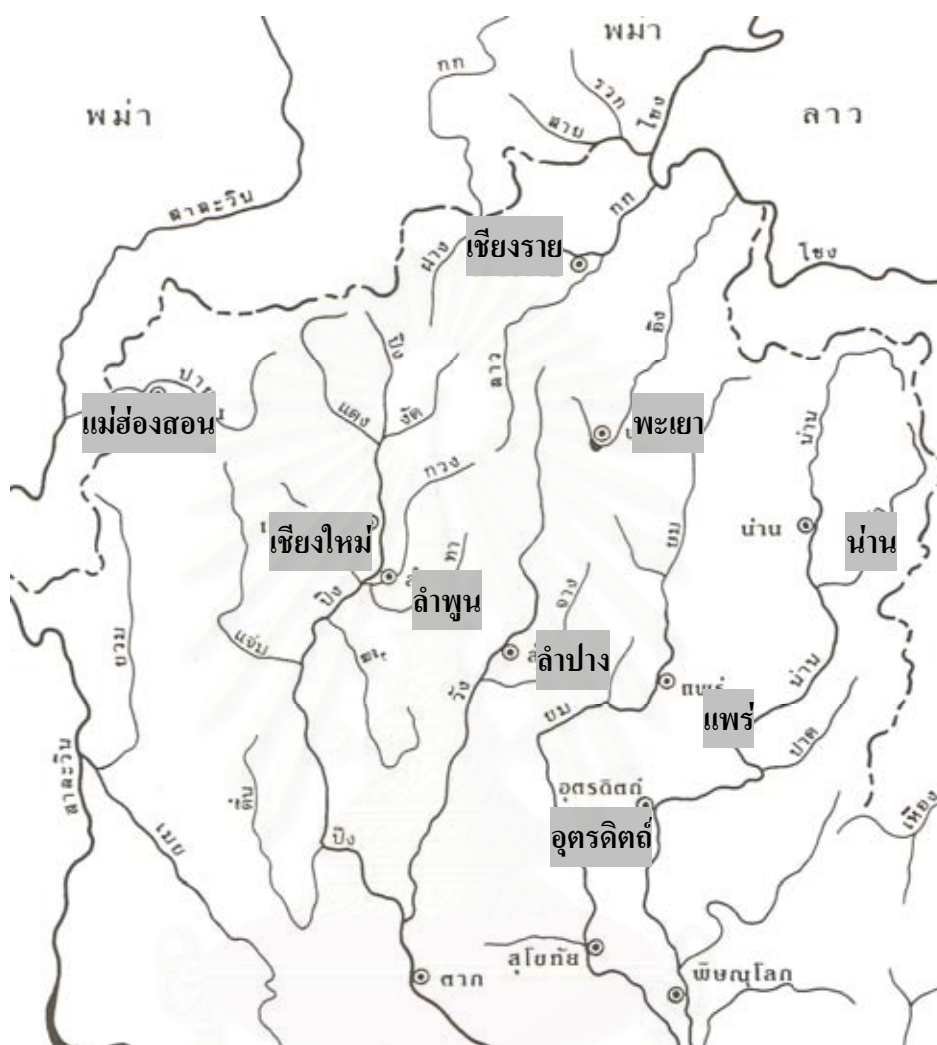 พม่า
กก
พม่า
รวก
สาย
โขง
ลาว
สาละวิน
กก
เชียงราย
ฝาง
โขง
อิง
ลาว
ปิง
ปาย
แม่ฮ่องสอน
แตง
งัด
พะเยา
น่าน
กวง
เชียงใหม่
ทา
ยม
น่าน
น่าน
ปิง
ลำพูน
จาง
ยวม
แจ่ม
ลำปาง
แพร่
วัง
ยม
น่าน
แพร่
ปาด
สาละวิน
ตื่น
อุตรดิตถ์
เหือง
เมย
ปิง
อุตรดิตถ์
สุโขทัย
ตาก
พิษณุโลก